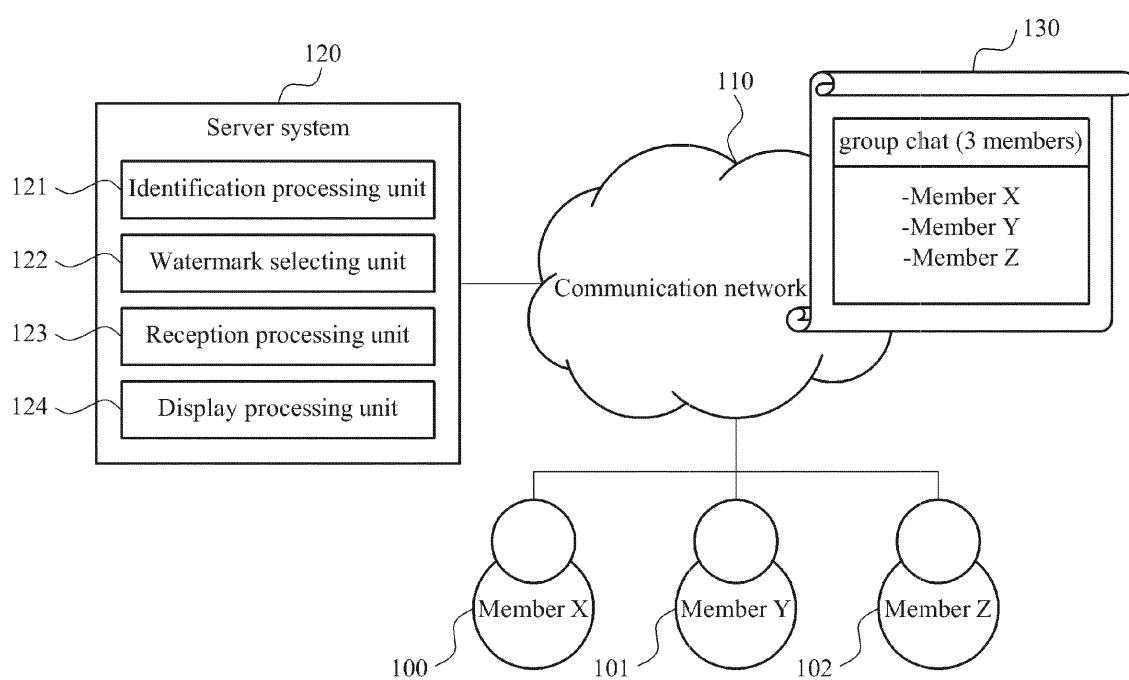 130
120
110
Server system
group chat (3 members)
121
Identification processing unit
-Member X
-Member Y
-Member Z
122
Watermark selecting unit
Communication network
123
Reception processing unit
124
Display processing unit
Member X
Member Y
Member Z
100
101
102